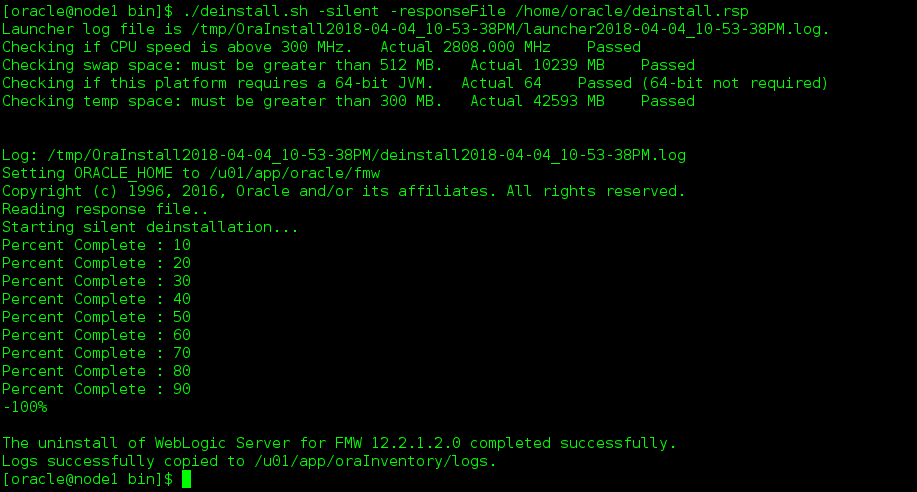 [oracle@node1 bin]$ ./deinstall.sh -silent -responseFile /home/oracle/deinstall.rsp
Launcher log file is /tmp/OraInstall2018-04-04_10-53-38PM/launcher2018-04-04_10-53-38PM.log.
Checking if CPU speed is above 300 MHz.   Actual 2808.000 MHz    Passed
Checking swap space: must be greater than 512 MB.   Actual 10239 MB    Passed
Checking if this platform requires a 64-bit JVM.   Actual 64    Passed (64-bit not required)
Checking temp space: must be greater than 300 MB.   Actual 42593 MB    Passed
Log: /tmp/OraInstall2018-04-04_10-53-38PM/deinstall2018-04-04_10-53-38PM.log
Setting ORACLE_HOME to /u01/app/oracle/fmw
Copyright (c) 1996, 2016, Oracle and/or its affiliates. All rights reserved.
Reading response file..
Starting silent deinstallation...
Percent Complete : 10
Percent Complete : 20
Percent Complete : 30
Percent Complete : 40
Percent Complete : 50
Percent Complete : 60
Percent Complete : 70
Percent Complete : 80
Percent Complete : 90
-100%
The uninstall of WebLogic Server for FMW 12.2.1.2.0 completed successfully.
Logs successfully copied to /u01/app/oraInventory/logs.
[oracle@node1 bin]$